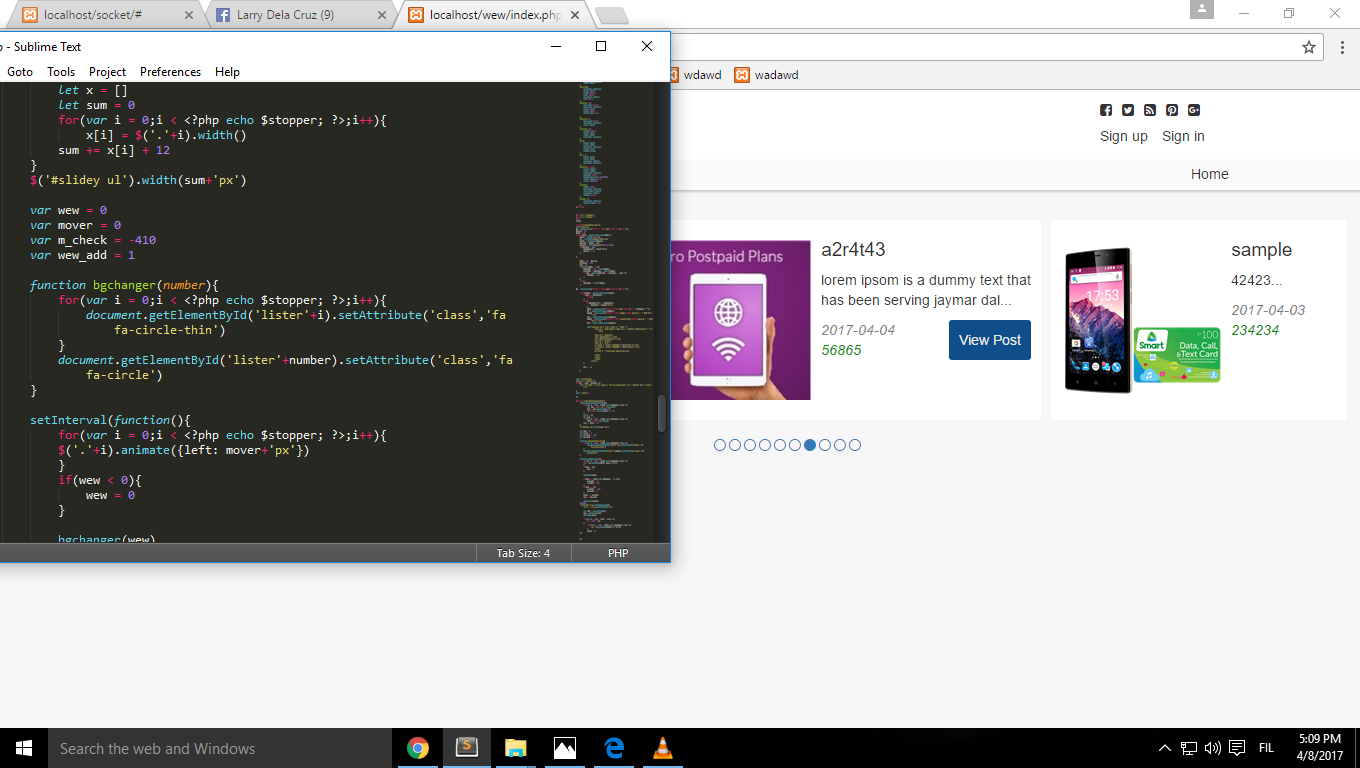 localhost/socket/#
Larry Dela Cruz (9)
localhost/wew/index.php
- Sublime Text
Goto Tools Project Preferences Help
wdawd
wadawd
let x = []
let sum = 0
for(var i = 0;i < <?php echo $stopper; ?>;i++){
x[i] = $('.'+i).width()
sum += x[i] + 12
}
$('#slidey ul').width(sum+'px')
var wew = 0
var mover = 0
var m_check = -410
var wew_add = 1
function bgchanger(number){
for(var i = 0;i < <?php echo $stopper; ?>;i++){
document.getElementById('lister'+i).setAttribute('class','fa
fa-circle-thin')
}
document.getElementById('lister'+number).setAttribute('class','fa
fa-circle')
}
setInterval(function(){
for(var i = 0;i < <?php echo $stopper; ?>;i++){
$('.'+i).animate({left: mover+'px'})
}
if(wew < 0){
wew = 0
}
bgchanger(wew)
Tab Size: 4
PHP
Sign up Sign in
Home
ro Postpaid Plans
a2r4t43
lorem ipsom is a dummy text that
has been serving jaymar dal...
2017-04-04
56865
View Post
17:53
Smart
100
Data, Call,
&Text Card
sample
42423...
2017-04-03
234234
Search the web and Windows
FIL
5:09 PM
4/8/2017